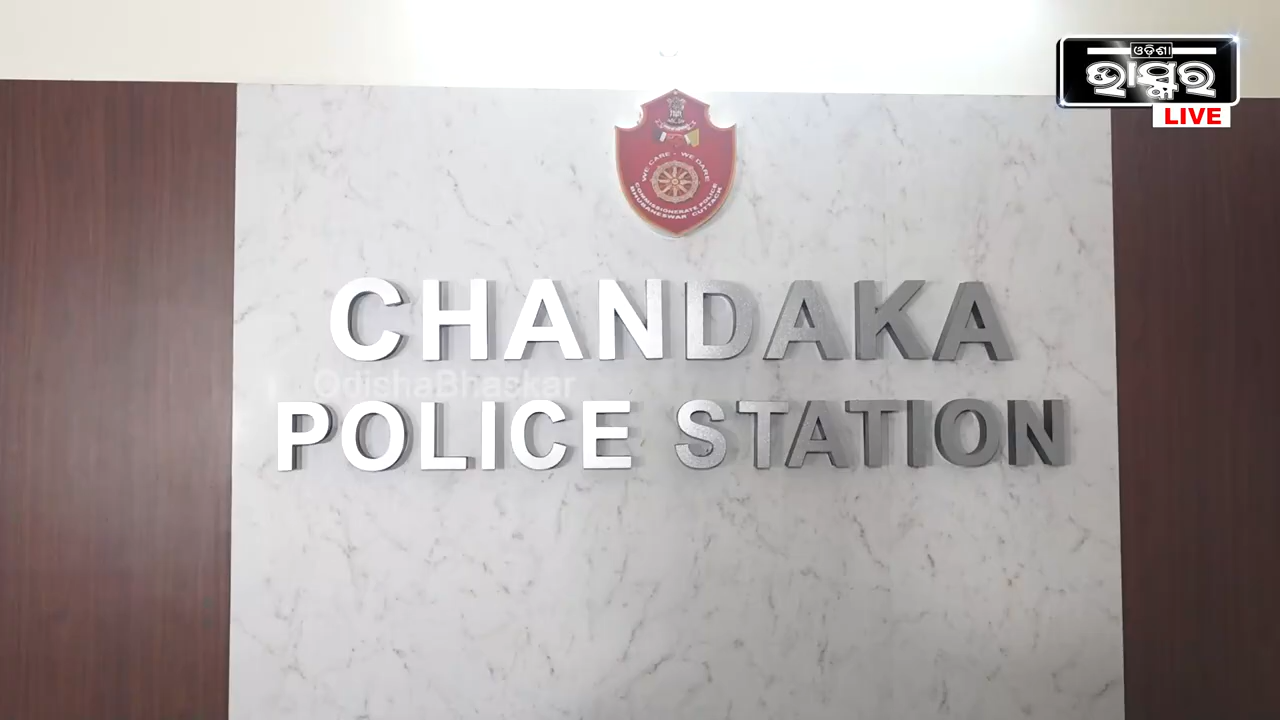 ଓଡ଼ିଶା
ଭାସ୍କର
LIVE
WE CARE - WE DARE
COMMISSIONERATE POLICE
BHUBANESWAR CUTTACK
CHANDAKA
OdishaBhaskar
POLICE STATION